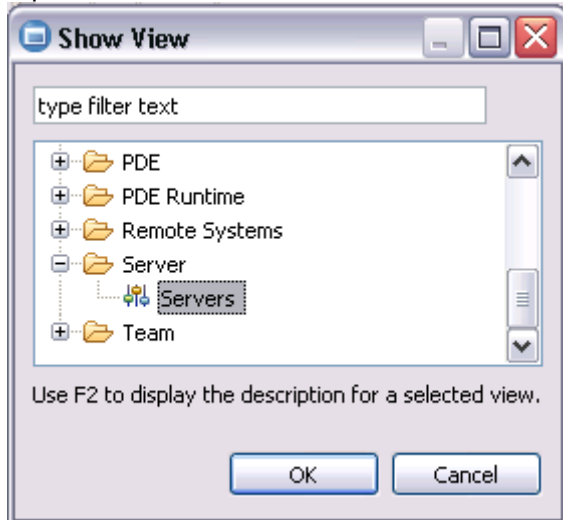 Show View
type filter text
PDE
PDE Runtime
Remote Systems
Server
Servers
Team
Use F2 to display the description for a selected view.
OK
Cancel